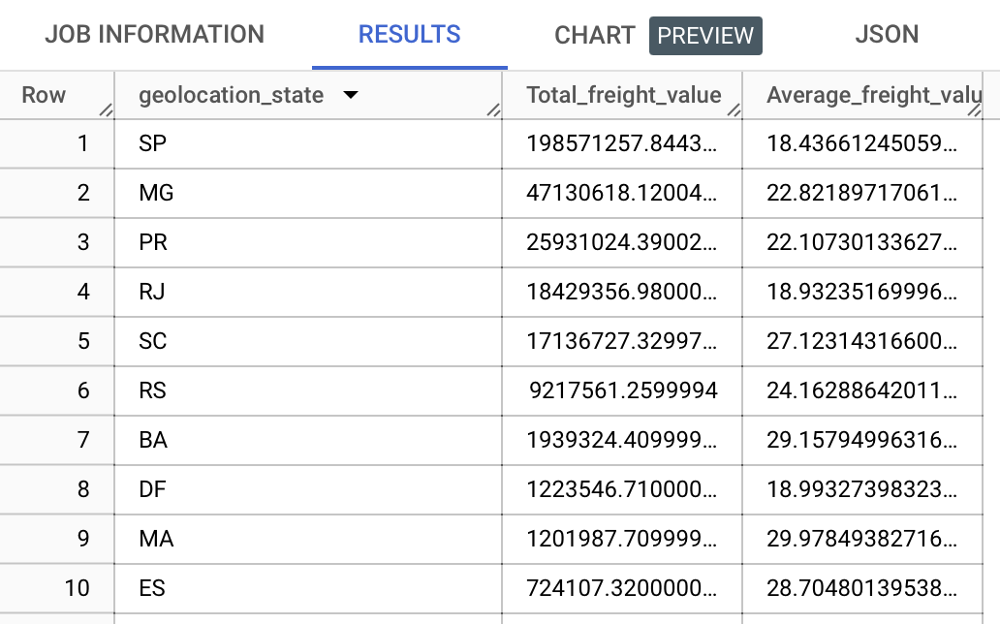 JOB INFORMATION RESULTS CHART PREVIEW JSON
Row geolocation_state Total_freight_value Average_freight_valu
1 SP 198571257.8443... 18.43661245059...
2 MG 47130618.12004... 22.82189717061...
3 PR 25931024.39002... 22.10730133627...
4 RJ 18429356.98000... 18.93235169996...
5 SC 17136727.32997... 27.12314316600...
6 RS 9217561.2599994 24.16288642011...
7 BA 1939324.409999... 29.15794996316...
8 DF 1223546.710000... 18.99327398323...
9 MA 1201987.709999... 29.97849382716...
10 ES 724107.3200000... 28.70480139538...